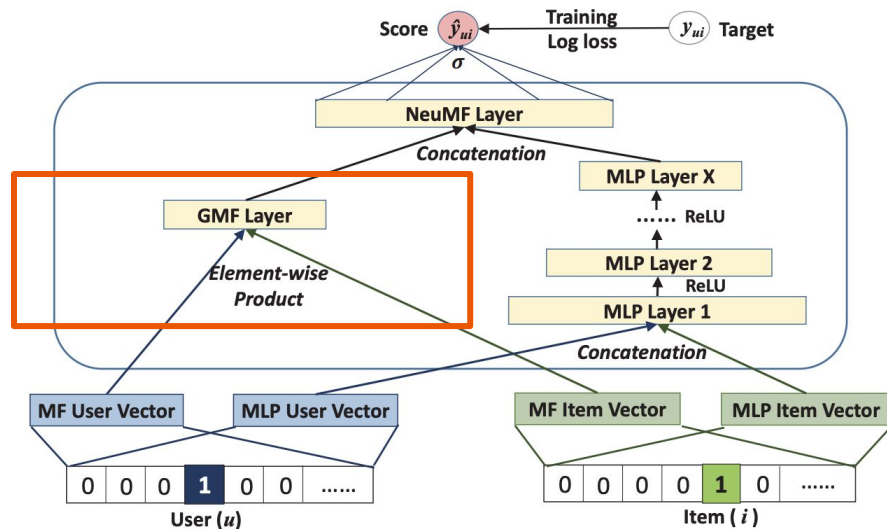 Score ŷui Training yui Target
Log loss
σ
NeuMF Layer
Concatenation
MLP Layer X
GMF Layer
...... ReLU
Element-wise
Product
MLP Layer 2
ReLU
MLP Layer 1
Concatenation
MF User Vector MLP User Vector MF Item Vector MLP Item Vector
0 0 0 1 0 0 ...... 0 0 0 0 1 0 ......
User (u) Item (i)